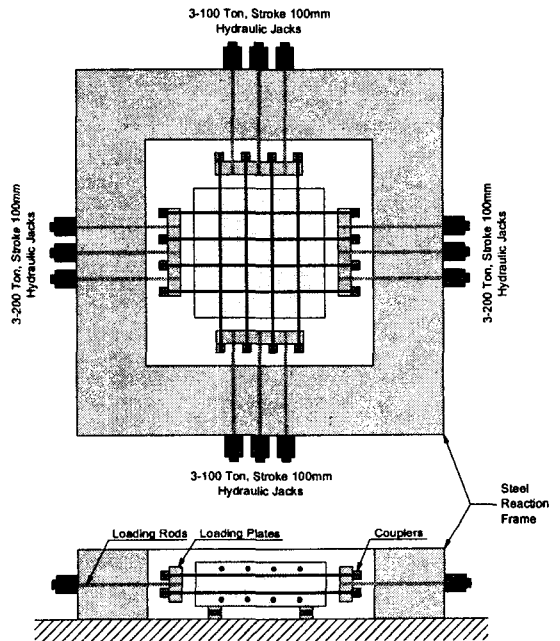 3-100 Ton, Stroke 100mm
Hydraulic Jacks
3-200 Ton, Stroke 100mm
Hydraulic Jacks
3-200 Ton, Stroke 100mm
Hydraulic Jacks
3-100 Ton, Stroke 100mm
Hydraulic Jacks
Steel
Reaction
Frame
Loading Rods
Loading Plates
Couplers